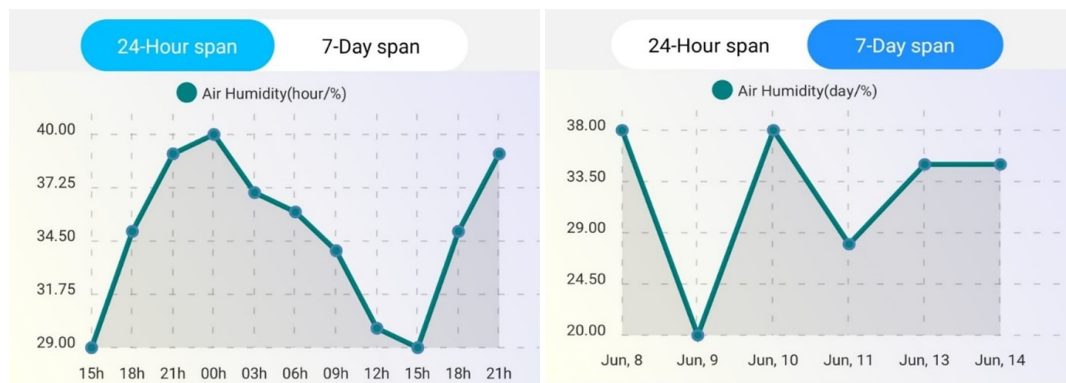 24-Hour span 7-Day span
Air Humidity(hour/%)
40.00
37.25
34.50
31.75
29.00
15h 18h 21h 00h 03h 06h 09h 12h 15h 18h 21h
24-Hour span 7-Day span
Air Humidity(day/%)
38.00
33.50
29.00
24.50
20.00
Jun, 8 Jun, 9 Jun, 10 Jun, 11 Jun, 13 Jun, 14